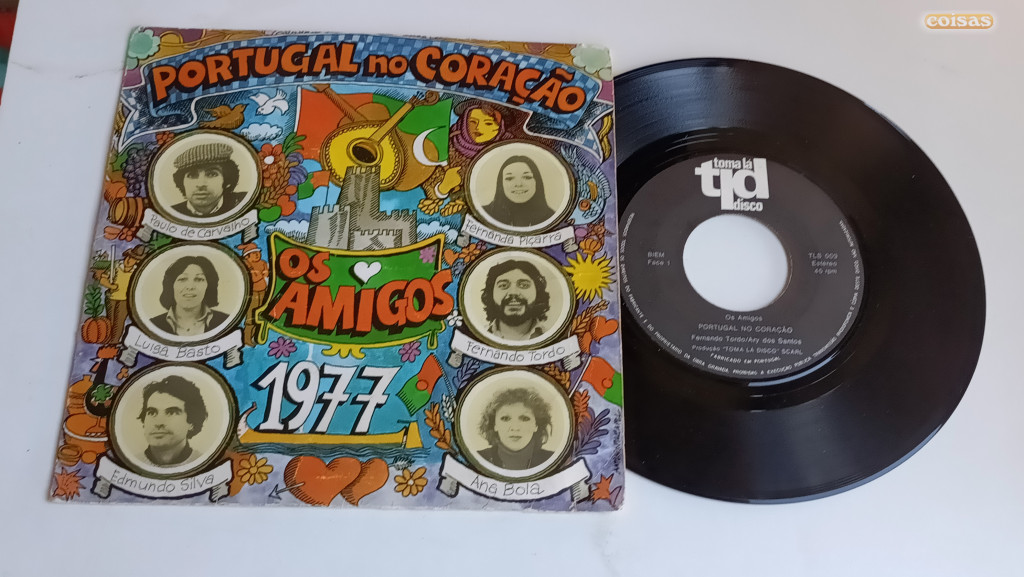 coisas
PORTUGAL no CORAÇÃO
Paulo de Carvalho
Fernanda Piçarra
OS
AMIGOS
Luisa Basto
Fernando Tordo
1977
Edmundo Silva
Ana Bola
toma lá
tld
disco
BIEM
Face 1
TLS 009
Estéreo
45 rpm
Os Amigos
PORTUGAL NO CORAÇÃO
Fernando Tordo/Ary dos Santos
Produção "TOMA LA DISCO" SCARL
FABRICADO EM PORTUGAL